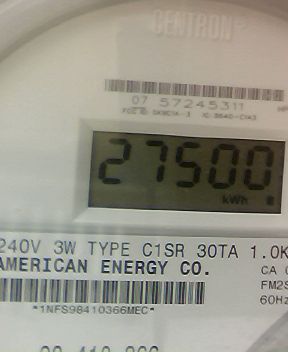 CENTRON®
07 57245311
27500
kWh
240V 3W TYPE C1SR 30TA 1.0K
AMERICAN ENERGY CO.
CA
FM2S
60Hz
*1NFS98410366MEC*